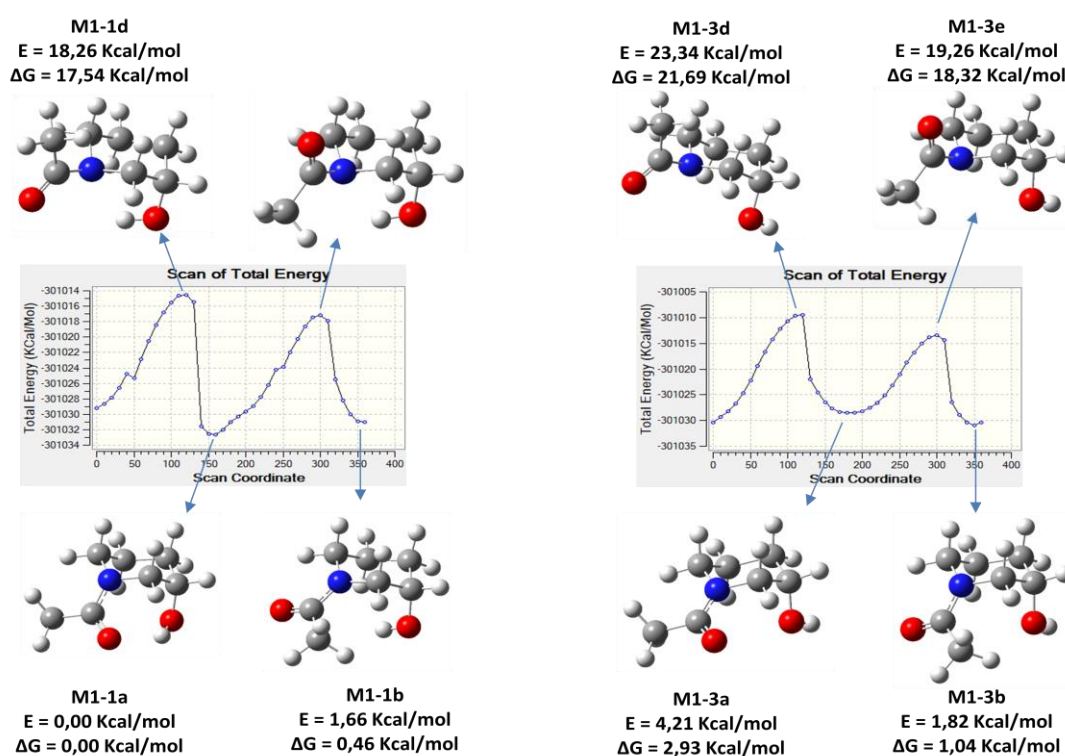 M1-1d
E = 18,26 Kcal/mol
ΔG = 17,54 Kcal/mol
M1-3d
E = 23,34 Kcal/mol
ΔG = 21,69 Kcal/mol
M1-3e
E = 19,26 Kcal/mol
ΔG = 18,32 Kcal/mol
Scan of Total Energy
Total Energy (KCal/Mol)
-301014
-301016
-301018
-301020
-301022
-301024
-301026
-301028
-301030
-301032
-301034
0 50 100 150 200 250 300 350 400
Scan Coordinate
Scan of Total Energy
Total Energy (KCal/Mol)
-301005
-301010
-301015
-301020
-301025
-301030
-301035
0 50 100 150 200 250 300 350 400
Scan Coordinate
M1-1a
E = 0,00 Kcal/mol
ΔG = 0,00 Kcal/mol
M1-1b
E = 1,66 Kcal/mol
ΔG = 0,46 Kcal/mol
M1-3a
E = 4,21 Kcal/mol
ΔG = 2,93 Kcal/mol
M1-3b
E = 1,82 Kcal/mol
ΔG = 1,04 Kcal/mol